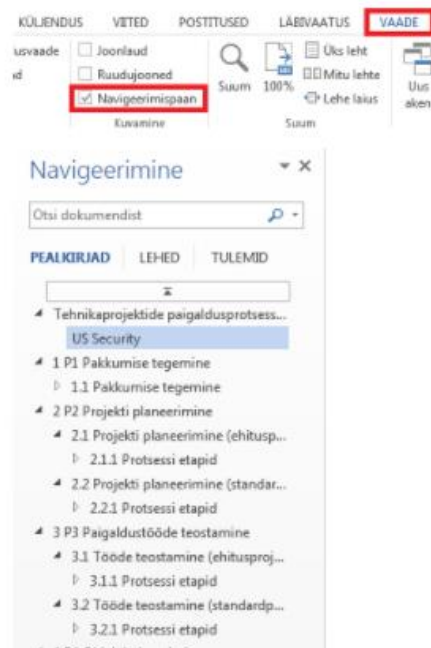 KÜLJENDUS VIITED POSTITUSED LÄBIVAATUS VAADE
usvaade Joonlaud Üks leht
d Ruudujooned Suum 100% Mitu lehte Uus
Navigeerimispaan Lehe laius aken
Kuvamine Suum
Navigeerimine
Otsi dokumendist
PEALKIRJAD LEHED TULEMID
Tehnikaprojektide paigaldusprotsess...
US Security
1 P1 Pakkumise tegemine
1.1 Pakkumise tegemine
2 P2 Projekti planeerimine
2.1 Projekti planeerimine (ehitusp...
2.1.1 Protsessi etapid
2.2 Projekti planeerimine (standar...
2.2.1 Protsessi etapid
3 P3 Paigaldustööde teostamine
3.1 Tööde teostamine (ehitusproj...
3.1.1 Protsessi etapid
3.2 Tööde teostamine (standardp...
3.2.1 Protsessi etapid